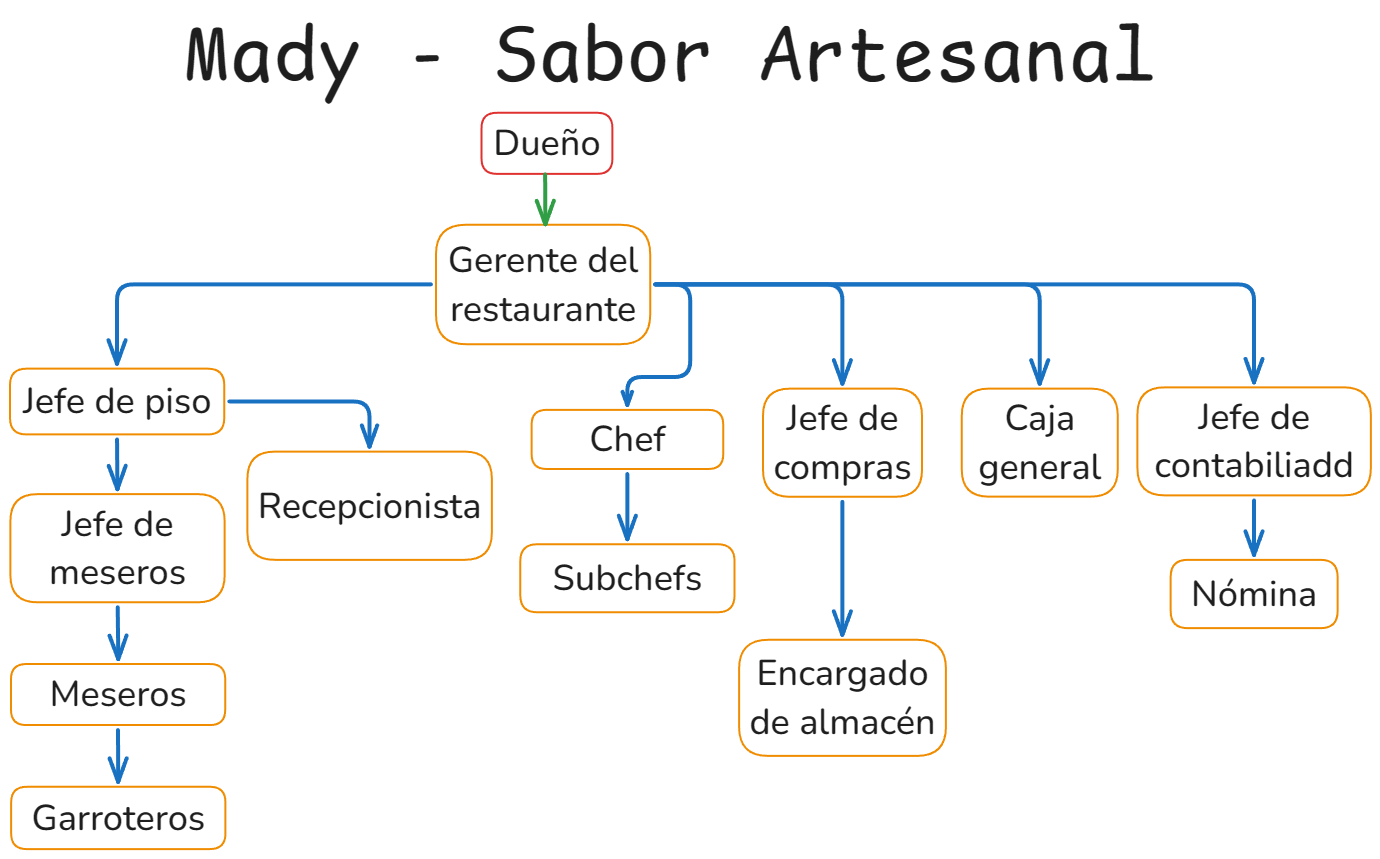 Mady - Sabor Artesanal
Dueño
Gerente del
restaurante
Jefe de piso
Recepcionista
Jefe de
meseros
Meseros
Garroteros
Chef
Subchefs
Jefe de
compras
Encargado
de almacén
Caja
general
Jefe de
contabiliadd
Nómina